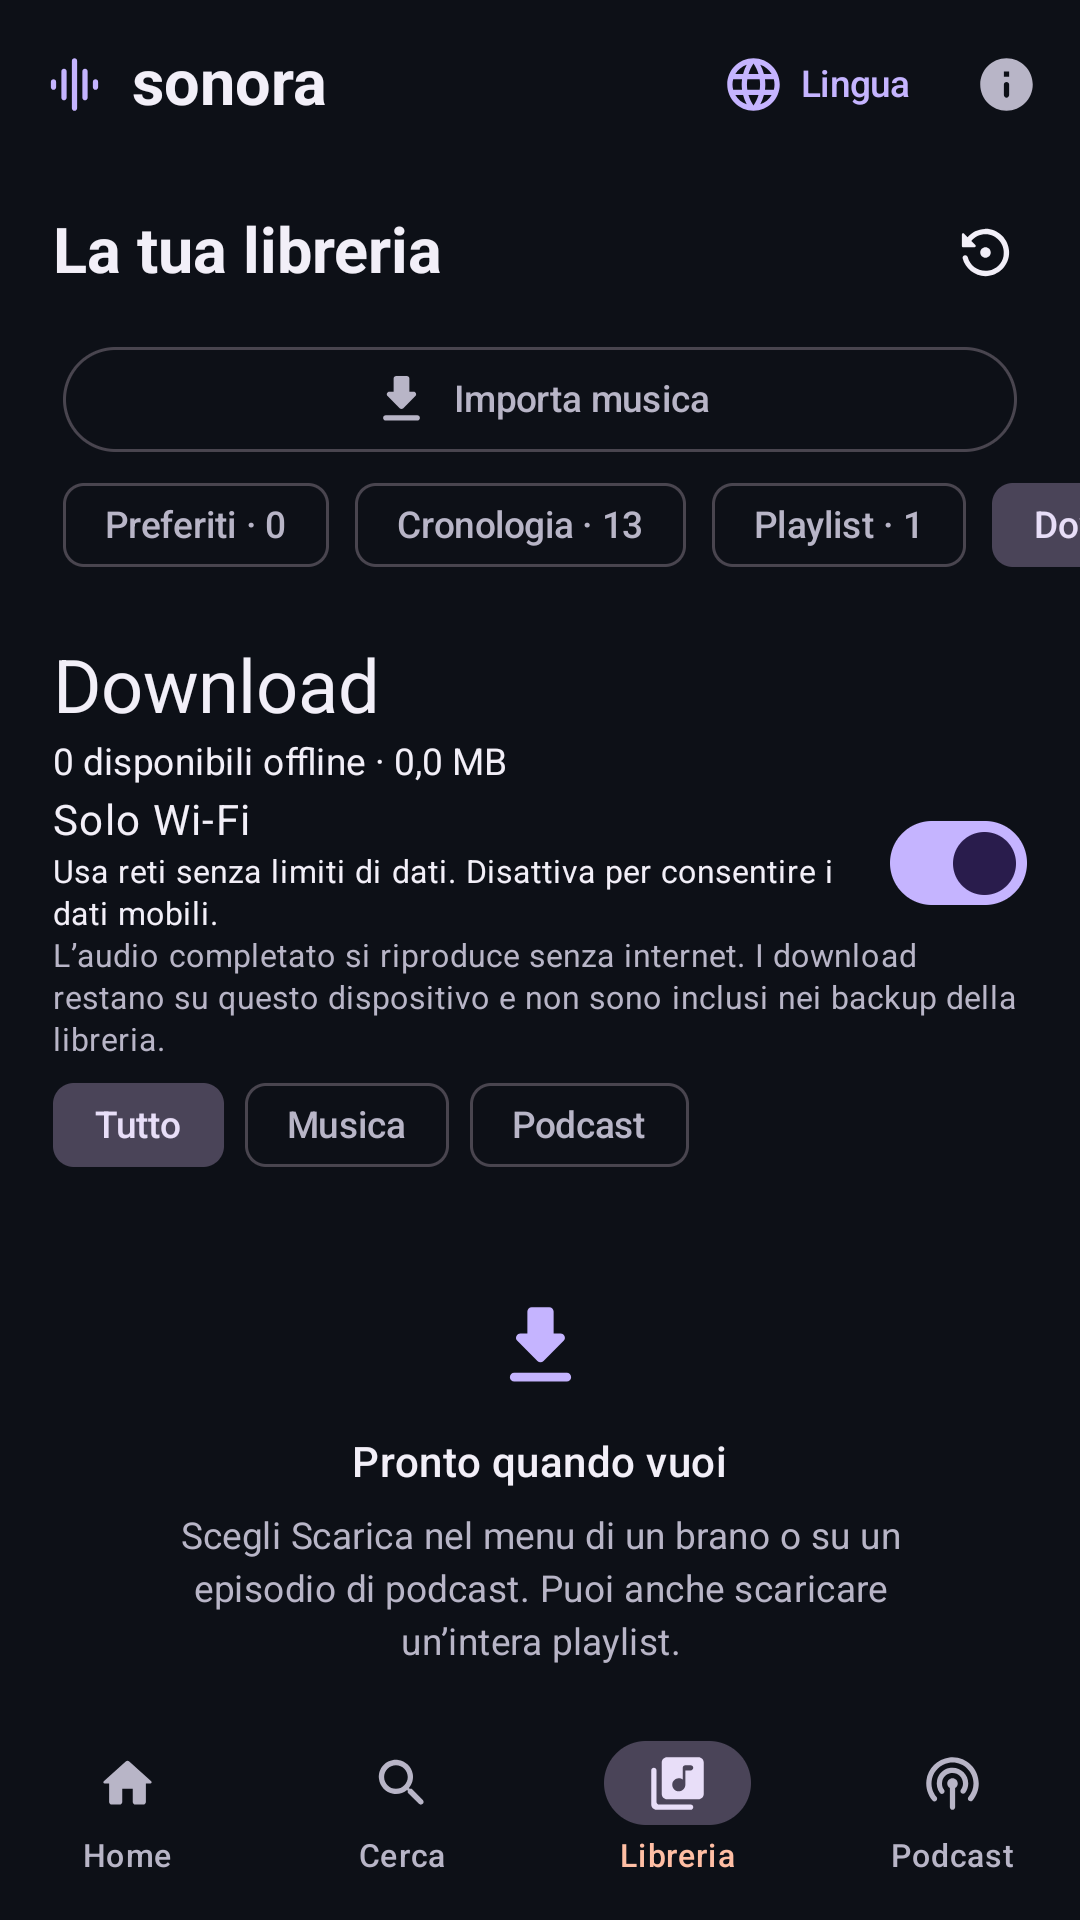 sonora
Lingua
La tua libreria
Importa musica
Preferiti · 0
Cronologia · 13
Playlist · 1
Do
Download
0 disponibili offline · 0,0 MB
Solo Wi-Fi
Usa reti senza limiti di dati. Disattiva per consentire i
dati mobili.
L’audio completato si riproduce senza internet. I download
restano su questo dispositivo e non sono inclusi nei backup della
libreria.
Tutto
Musica
Podcast
Pronto quando vuoi
Scegli Scarica nel menu di un brano o su un
episodio di podcast. Puoi anche scaricare
un’intera playlist.
Home
Cerca
Libreria
Podcast